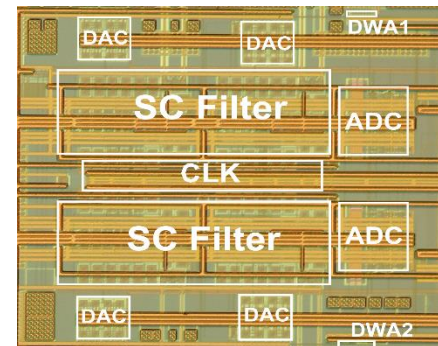 DAC DAC DWA1
SC Filter ADC
CLK
SC Filter ADC
DAC DAC DWA2